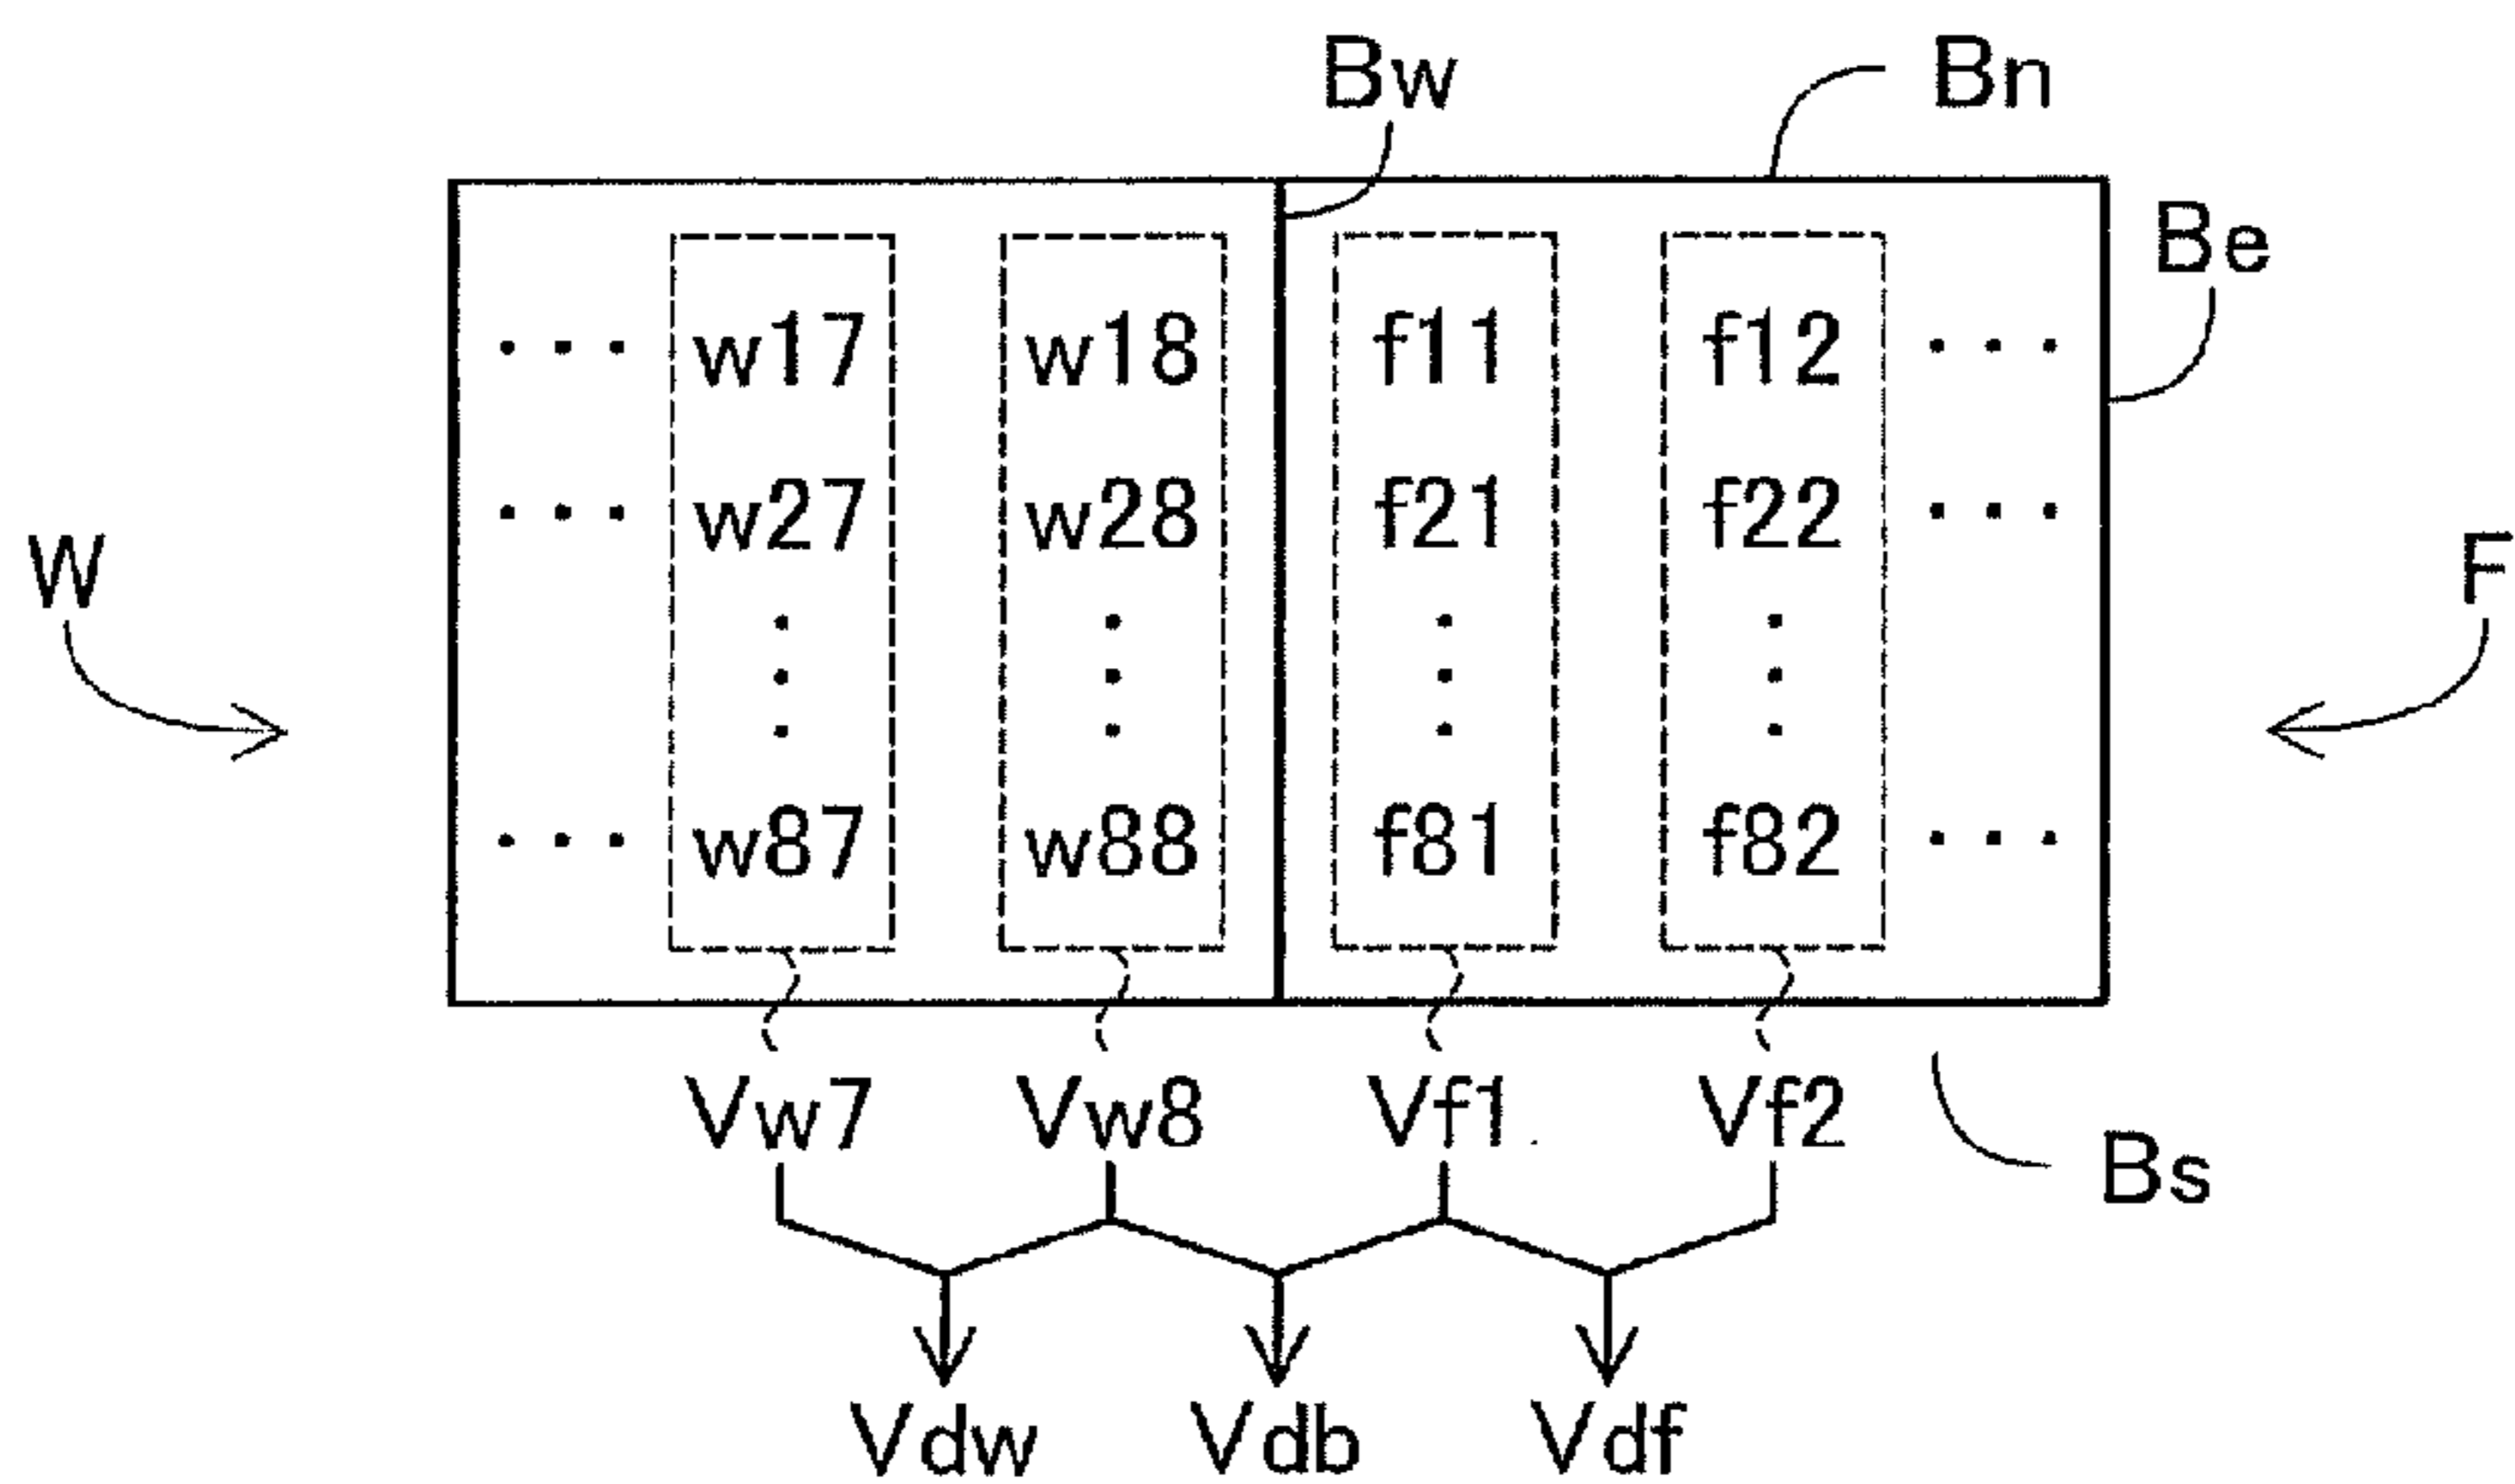 Bw Bn
Be
... w17 w18 f11 f12 ...
... w27 w28 f21 f22 ...
W F
... w87 w88 f81 f82 ...
Vw7 Vw8 Vf1 Vf2
Bs
Vdw Vdb Vdf